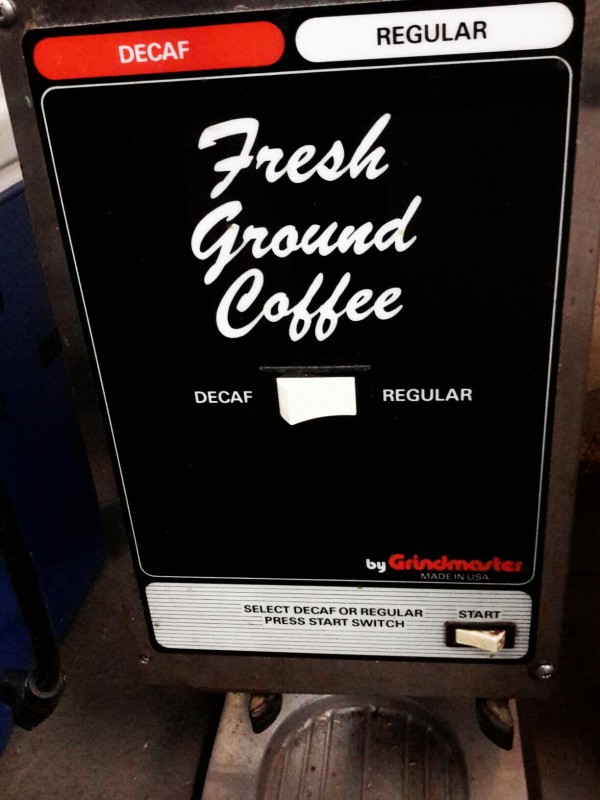 DECAF
REGULAR
Fresh
Ground
Coffee
DECAF
REGULAR
by Grindmaster
MADE IN USA
SELECT DECAF OR REGULAR
PRESS START SWITCH
START